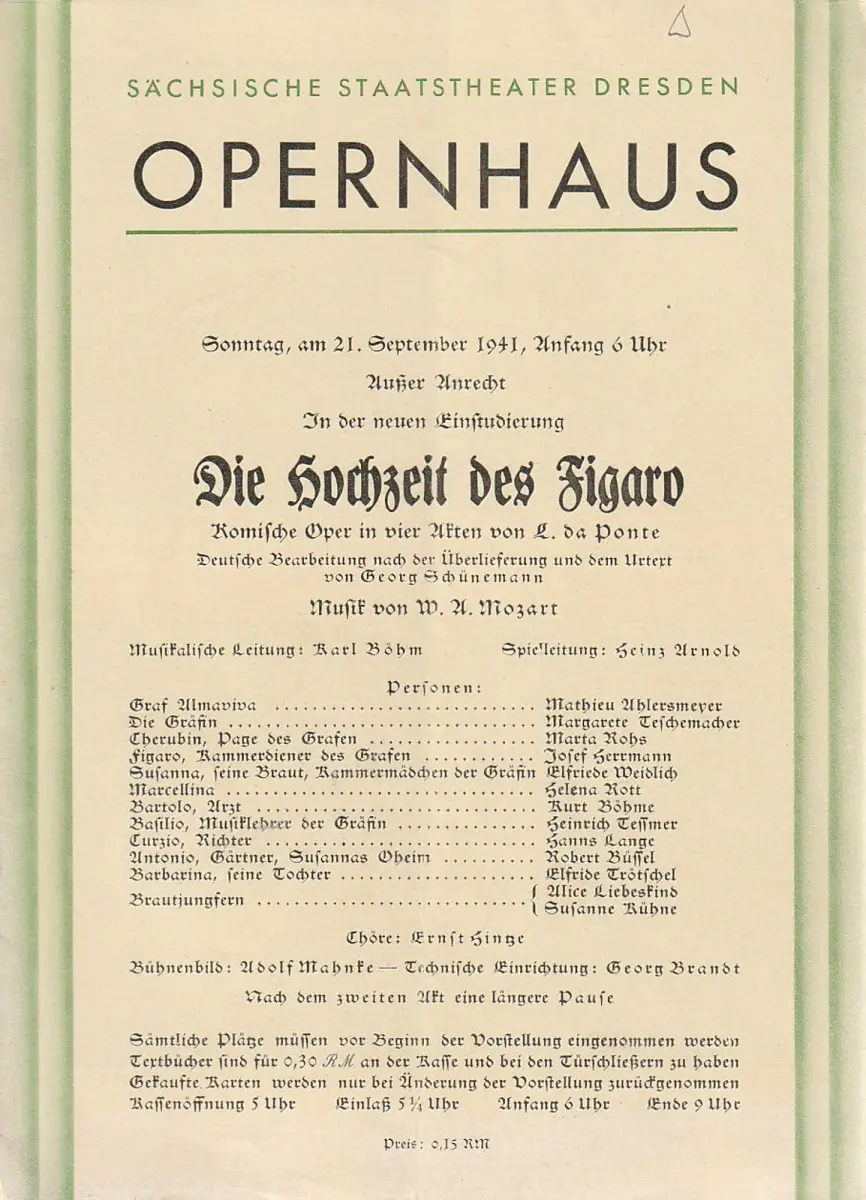 SÄCHSISCHE STAATSTHEATER DRESDEN
OPERNHAUS
Sonntag, am 21. September 1941, Anfang 6 Uhr
Außer Anrecht
In der neuen Einstudierung
Die Hochzeit des Figaro
Komische Oper in vier Akten von L. da Ponte
Deutsche Bearbeitung nach der Überlieferung und dem Urtext
von Georg Schünemann
Musik von W. A. Mozart
Musikalische Leitung: Karl Böhm Spielleitung: Heinz Arnold
Personen:
Graf Almaviva ............................ Mathieu Ahlersmeyer
Die Gräfin ................................. Margarete Teschemacher
Cherubin, Page des Grafen .................. Marta Rohs
Figaro, Kammerdiener des Grafen ............ Josef Herrmann
Susanna, seine Braut, Kammermädchen der Gräfin Elfriede Weidlich
Marcellina ................................. Helena Rott
Bartolo, Arzt .............................. Kurt Böhme
Basilio, Musiklehrer der Gräfin ............... Heinrich Tessmer
Curzio, Richter ............................. Hanns Lange
Antonio, Gärtner, Susannas Oheim .......... Robert Büssel
Barbarina, seine Tochter ..................... Elfride Trötschel
Brautjungfern ............................. { Alice Liebeskind
Susanne Kühne
Chöre: Ernst Hintze
Bühnenbild: Adolf Mahnke — Technische Einrichtung: Georg Brandt
Nach dem zweiten Akt eine längere Pause
Sämtliche Plätze müssen vor Beginn der Vorstellung eingenommen werden
Textbücher sind für 0,30 RM an der Kasse und bei den Türschließern zu haben
Gekaufte Karten werden nur bei Änderung der Vorstellung zurückgenommen
Kassenöffnung 5 Uhr Einlaß 5¼ Uhr Anfang 6 Uhr Ende 9 Uhr
Preis: 0,15 RM